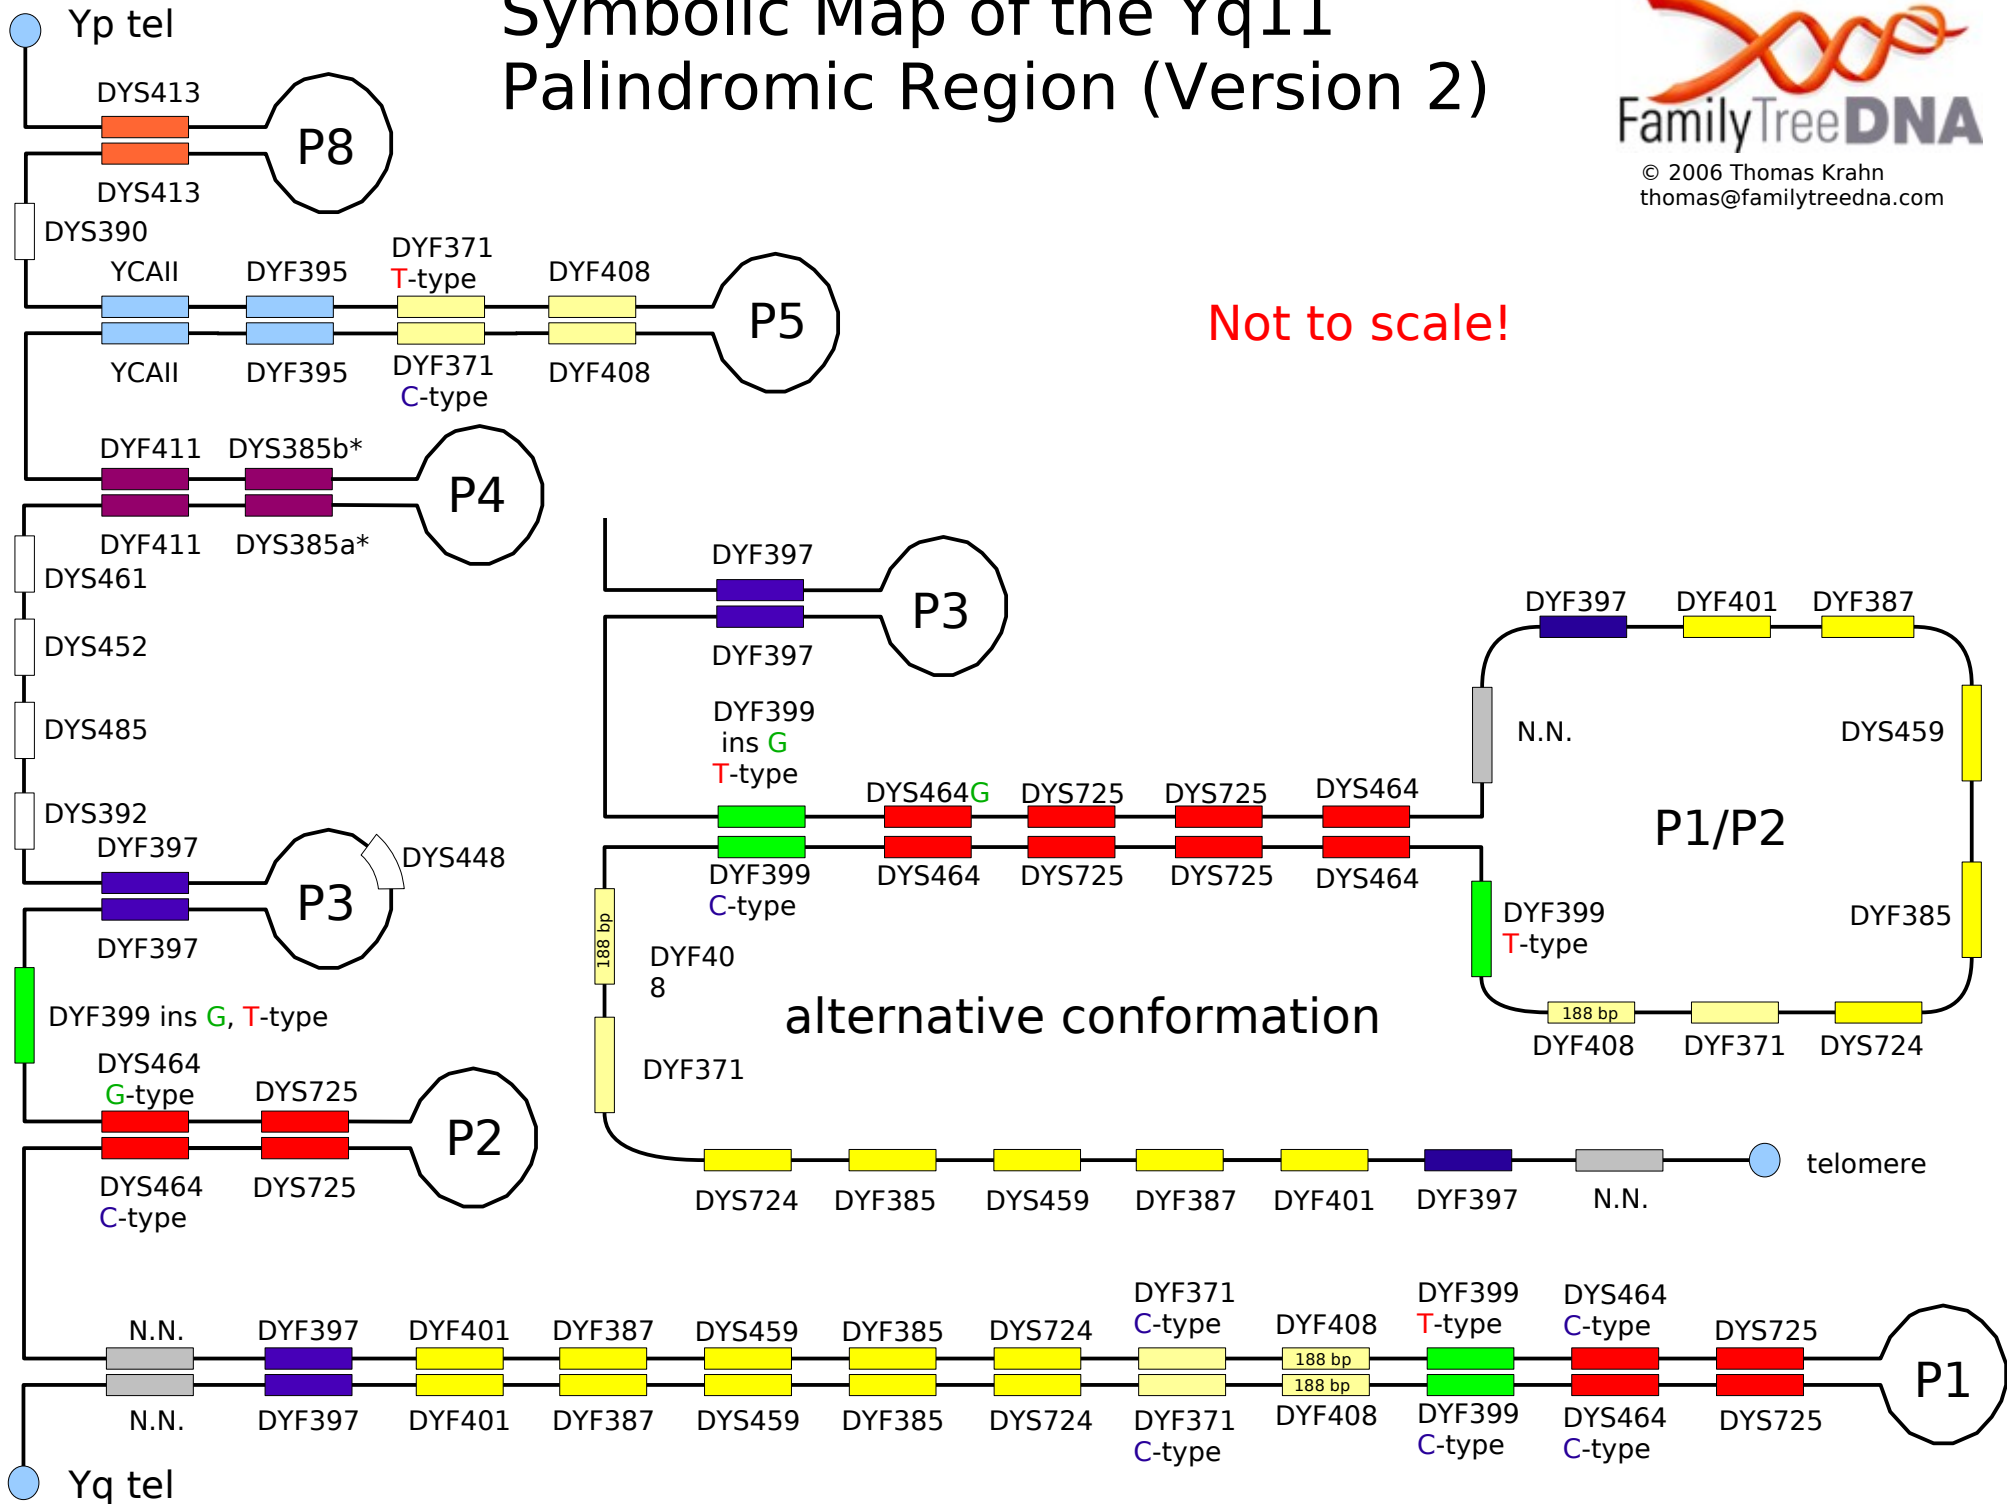 Symbolic Map of the Yq11
Palindromic Region (Version 2)
FamilyTreeDNA
© 2006 Thomas Krahn
thomas@familytreedna.com
Not to scale!
Yp tel
DYS413
P8
DYS413
DYS390
YCAII
DYF395
DYF371
T-type
DYF408
P5
YCAII
DYF395
DYF371
C-type
DYF408
DYF411
DYS385b*
P4
DYF411
DYS385a*
DYS461
DYS452
DYS485
DYS392
DYF397
DYS448
P3
DYF397
DYF399 ins G, T-type
DYS464
G-type
DYS725
P2
DYS464
C-type
DYS725
DYF397
P3
DYF397
DYF399
ins G
T-type
DYS464G
DYS725
DYS725
DYS464
DYF399
C-type
DYS464
DYS725
DYS725
DYS464
DYF397
DYF401
DYF387
N.N.
DYS459
P1/P2
DYF399
T-type
DYF385
188 bp
DYF408
DYF371
DYS724
188 bp
DYF40
8
alternative conformation
DYF371
telomere
DYS724
DYF385
DYS459
DYF387
DYF401
DYF397
N.N.
N.N.
DYF397
DYF401
DYF387
DYS459
DYF385
DYS724
DYF371
C-type
DYF408
DYF399
T-type
DYS464
C-type
DYS725
188 bp
188 bp
P1
N.N.
DYF397
DYF401
DYF387
DYS459
DYF385
DYS724
DYF371
C-type
DYF408
DYF399
C-type
DYS464
C-type
DYS725
Yq tel